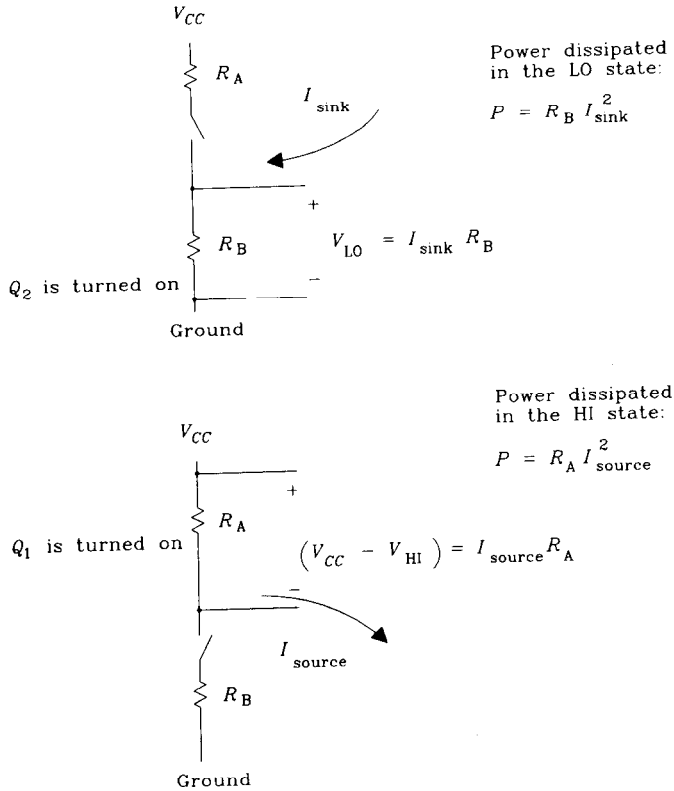 V_CC
Power dissipated
in the LO state:
R_A
I_sink
P = R_B I_sink^2
+
R_B
V_LO = I_sink R_B
Q_2 is turned on
−
Ground
Power dissipated
in the HI state:
V_CC
P = R_A I_source^2
+
R_A
Q_1 is turned on
(V_CC − V_HI) = I_source R_A
−
I_source
R_B
Ground